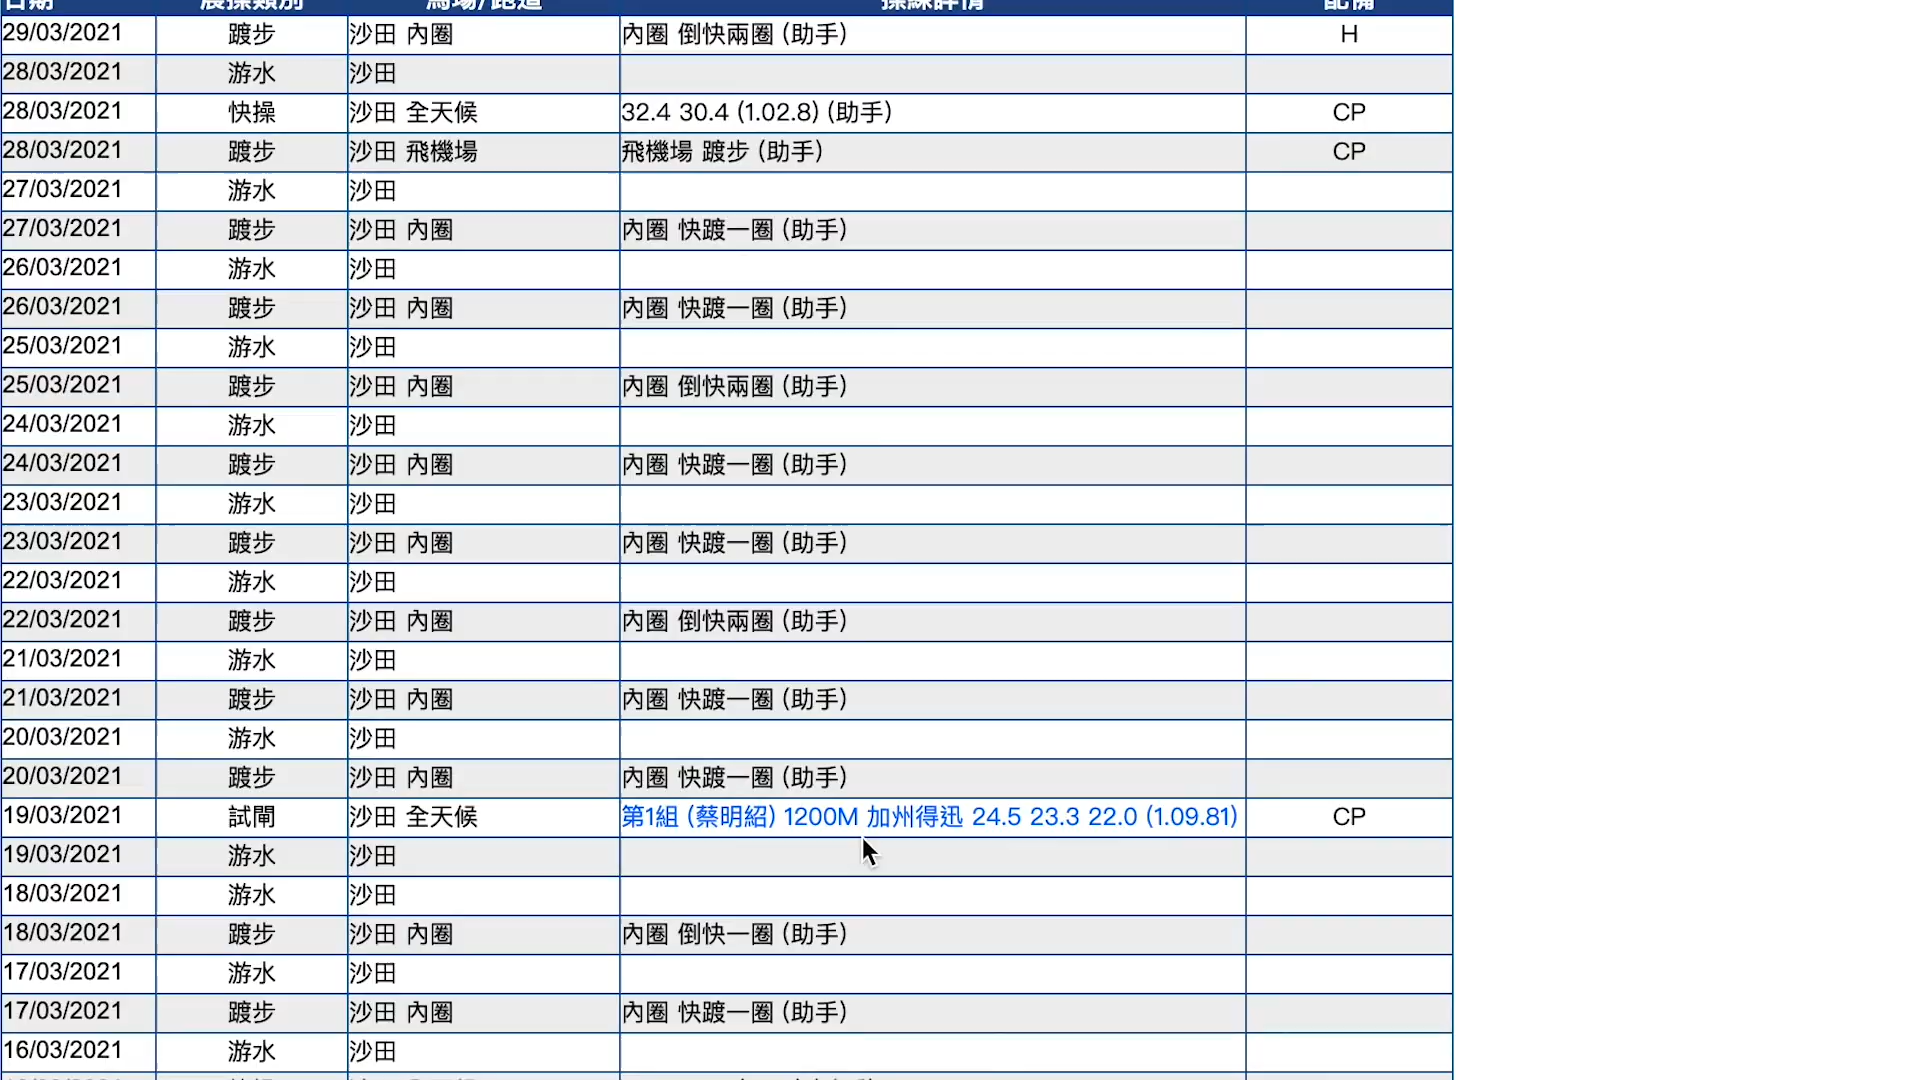 日期 晨操類別 馬場/跑道 操練詳情 配備
29/03/2021 踱步 沙田 內圈 內圈 倒快兩圈 (助手) H
28/03/2021 游水 沙田
28/03/2021 快操 沙田 全天候 32.4 30.4 (1.02.8) (助手) CP
28/03/2021 踱步 沙田 飛機場 飛機場 踱步 (助手) CP
27/03/2021 游水 沙田
27/03/2021 踱步 沙田 內圈 內圈 快踱一圈 (助手)
26/03/2021 游水 沙田
26/03/2021 踱步 沙田 內圈 內圈 快踱一圈 (助手)
25/03/2021 游水 沙田
25/03/2021 踱步 沙田 內圈 內圈 倒快兩圈 (助手)
24/03/2021 游水 沙田
24/03/2021 踱步 沙田 內圈 內圈 快踱一圈 (助手)
23/03/2021 游水 沙田
23/03/2021 踱步 沙田 內圈 內圈 快踱一圈 (助手)
22/03/2021 游水 沙田
22/03/2021 踱步 沙田 內圈 內圈 倒快兩圈 (助手)
21/03/2021 游水 沙田
21/03/2021 踱步 沙田 內圈 內圈 快踱一圈 (助手)
20/03/2021 游水 沙田
20/03/2021 踱步 沙田 內圈 內圈 快踱一圈 (助手)
19/03/2021 試閘 沙田 全天候 第1組 (蔡明紹) 1200M 加州得迅 24.5 23.3 22.0 (1.09.81) CP
19/03/2021 游水 沙田
18/03/2021 游水 沙田
18/03/2021 踱步 沙田 內圈 內圈 倒快一圈 (助手)
17/03/2021 游水 沙田
17/03/2021 踱步 沙田 內圈 內圈 快踱一圈 (助手)
16/03/2021 游水 沙田